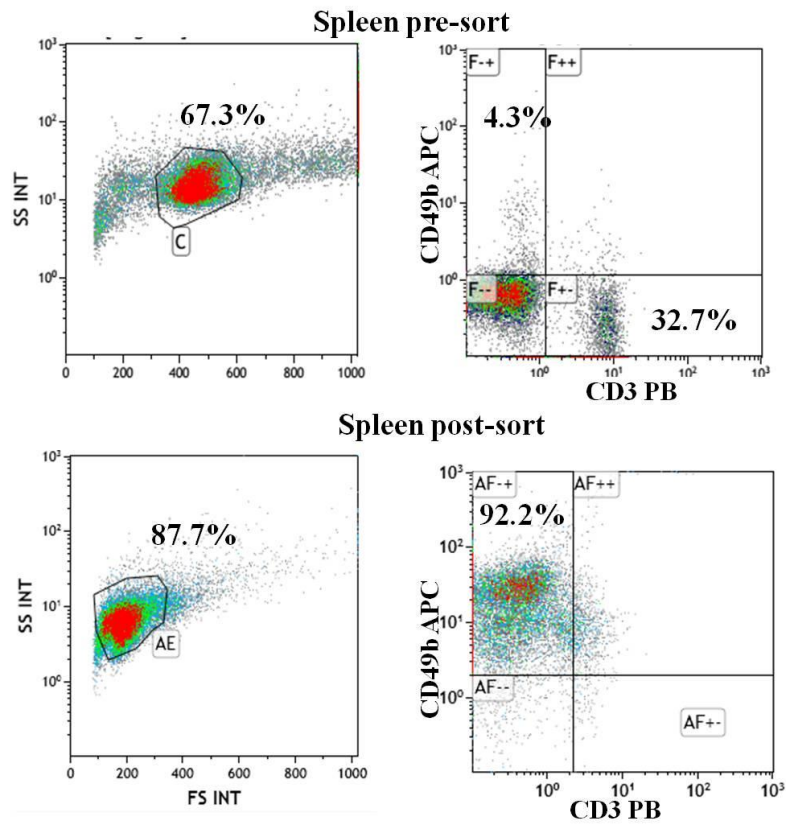 Spleen pre-sort
10³
10²
10¹
10⁰
SS INT
67.3%
C
0 200 400 600 800 1000
10³
10²
10¹
10⁰
CD49b APC
F-+ F++
4.3%
F-- F+-
32.7%
10⁰ 10¹ 10² 10³
CD3 PB
Spleen post-sort
10³
10²
10¹
10⁰
SS INT
87.7%
AE
0 200 400 600 800 1000
FS INT
10³
10²
10¹
10⁰
CD49b APC
AF-+ AF++
92.2%
AF--
AF+-
10⁰ 10¹ 10² 10³
CD3 PB